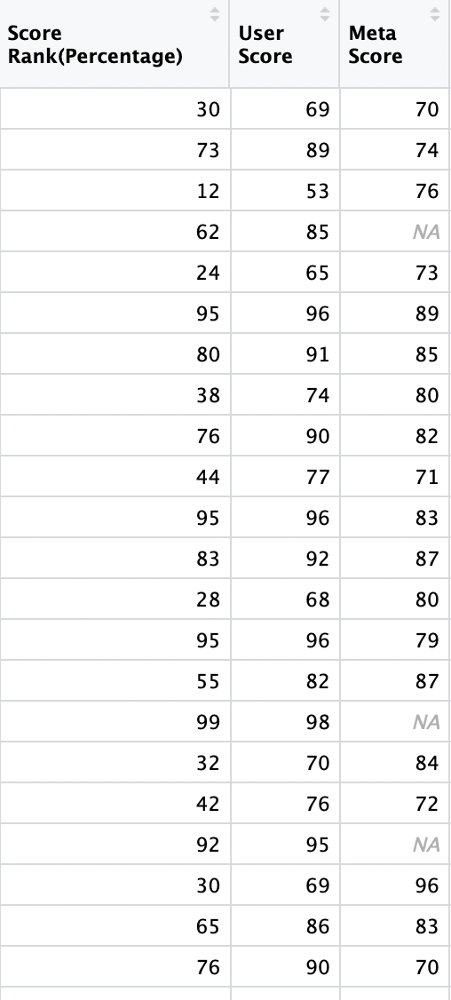 Score Rank(Percentage) User Score Meta Score
30 69 70
73 89 74
12 53 76
62 85 NA
24 65 73
95 96 89
80 91 85
38 74 80
76 90 82
44 77 71
95 96 83
83 92 87
28 68 80
95 96 79
55 82 87
99 98 NA
32 70 84
42 76 72
92 95 NA
30 69 96
65 86 83
76 90 70